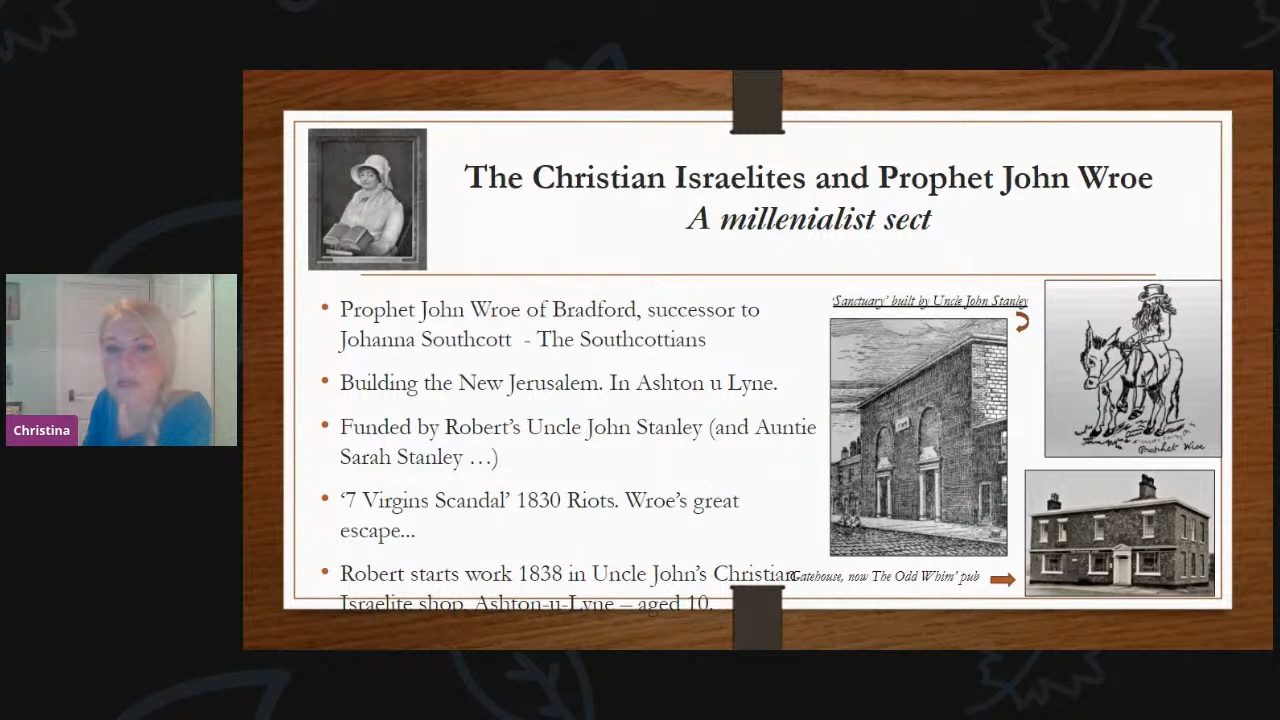 The Christian Israelites and Prophet John Wroe
A millenialist sect
• Prophet John Wroe of Bradford, successor to
Johanna Southcott - The Southcottians
• Building the New Jerusalem. In Ashton u Lyne.
• Funded by Robert’s Uncle John Stanley (and Auntie
Sarah Stanley …)
• ‘7 Virgins Scandal’ 1830 Riots. Wroe’s great
escape...
• Robert starts work 1838 in Uncle John’s Christian
Israelite shop, Ashton-u-Lyne – aged 10.
‘Sanctuary’ built by Uncle John Stanley
Prophet Wroe
‘Gatehouse, now The Odd Whim’ pub
Christina